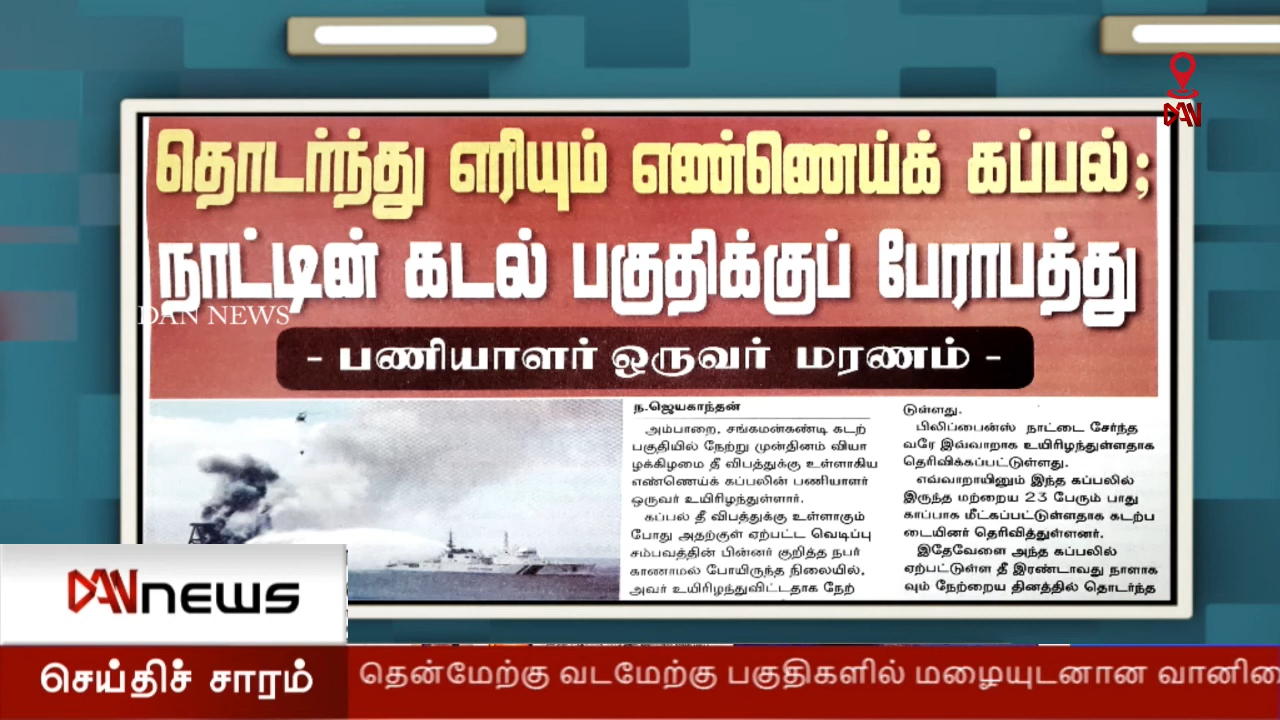 DAN
தொடர்ந்து எரியும் எண்ணெய்க் கப்பல்;
நாட்டின் கடல் பகுதிக்குப் பேராபத்து
DAN NEWS
- பணியாளர் ஒருவர் மரணம் -
ந.ஜெயகாந்தன்
அம்பாறை, சங்கமன்கண்டி கடற்
பகுதியில் நேற்று முன்தினம் வியா
ழக்கிழமை தீ விபத்துக்கு உள்ளாகிய
எண்ணெய்க் கப்பலின் பணியாளர்
ஒருவர் உயிரிழந்துள்ளார்.
கப்பல் தீ விபத்துக்கு உள்ளாகும்
போது அதற்குள் ஏற்பட்ட வெடிப்பு
சம்பவத்தின் பின்னர் குறித்த நபர்
காணாமல் போயிருந்த நிலையில்,
அவர் உயிரிழந்துவிட்டதாக நேற்
டுள்ளது.
பிலிப்பைன்ஸ் நாட்டை சேர்ந்த
வரே இவ்வாறாக உயிரிழந்துள்ளதாக
தெரிவிக்கப்பட்டுள்ளது.
எவ்வாறாயினும் இந்த கப்பலில்
இருந்த மற்றைய 23 பேரும் பாது
காப்பாக மீட்கப்பட்டுள்ளதாக கடற்ப
டையினர் தெரிவித்துள்ளனர்.
இதேவேளை அந்த கப்பலில்
ஏற்பட்டுள்ள தீ இரண்டாவது நாளாக
வும் நேற்றைய தினத்தில் தொடர்ந்த
DAN news
செய்திச் சாரம்
தென்மேற்கு வடமேற்கு பகுதிகளில் மழையுடனான வானிலை